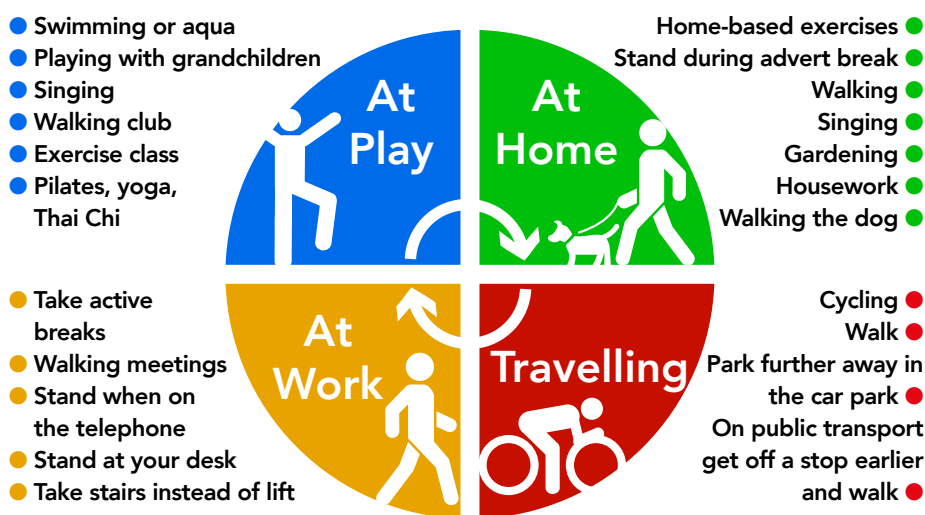 Swimming or aqua
Playing with grandchildren
Singing
Walking club
Exercise class
Pilates, yoga,
Thai Chi
At
Play
At
Home
Home-based exercises
Stand during advert break
Walking
Singing
Gardening
Housework
Walking the dog
Take active
breaks
Walking meetings
Stand when on
the telephone
Stand at your desk
Take stairs instead of lift
At
Work
Travelling
Cycling
Walk
Park further away in
the car park
On public transport
get off a stop earlier
and walk